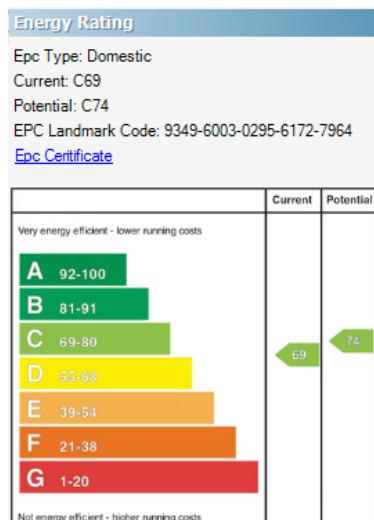 Energy Rating
Epc Type: Domestic
Current: C69
Potential: C74
EPC Landmark Code: 9349-6003-0295-6172-7964
Epc Ceritificate
Current Potential
Very energy efficient - lower running costs
A 92-100
B 81-91
C 69-80
D 55-68
E 39-54
F 21-38
G 1-20
69
74
Not energy efficient - higher running costs